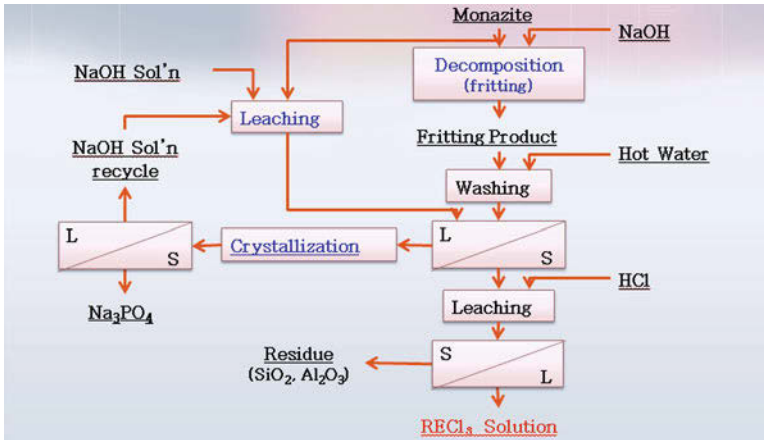 Monazite
NaOH
Decomposition
(fritting)
NaOH Sol'n
Leaching
Fritting Product
NaOH Sol'n
recycle
Hot Water
Washing
L
S
Crystallization
L
S
HCl
Leaching
Na₃PO₄
Residue
(SiO₂, Al₂O₃)
S
L
RECl₃ Solution